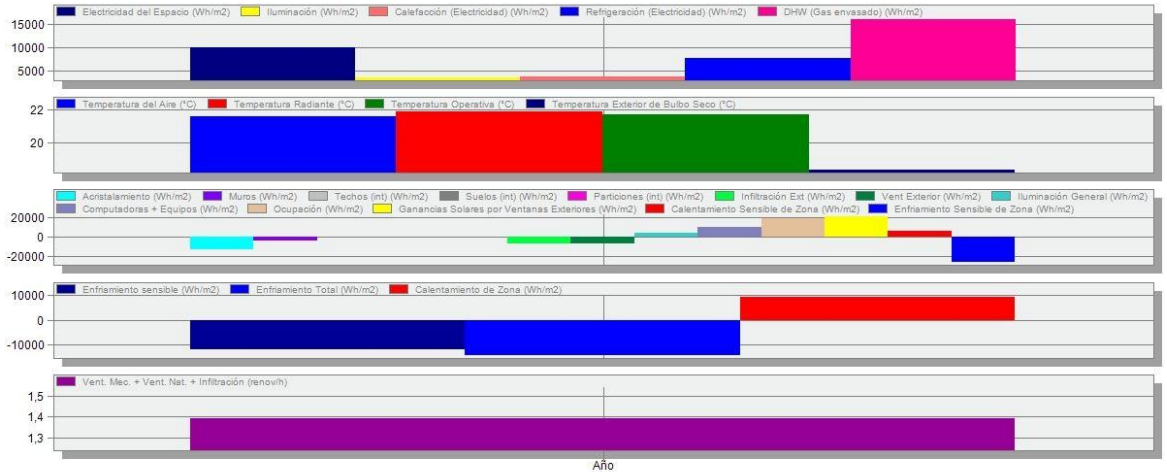 Electricidad del Espacio (Wh/m2) Iluminación (Wh/m2) Calefacción (Electricidad) (Wh/m2) Refrigeración (Electricidad) (Wh/m2) DHW (Gas envasado) (Wh/m2)
15000
10000
5000
Temperatura del Aire (°C) Temperatura Radiante (°C) Temperatura Operativa (°C) Temperatura Exterior de Bulbo Seco (°C)
22
20
Acristalamiento (Wh/m2) Muros (Wh/m2) Techos (int) (Wh/m2) Suelos (int) (Wh/m2) Particiones (int) (Wh/m2) Infiltración Ext (Wh/m2) Vent Exterior (Wh/m2) Iluminación General (Wh/m2)
Computadoras + Equipos (Wh/m2) Ocupación (Wh/m2) Ganancias Solares por Ventanas Exteriores (Wh/m2) Calentamiento Sensible de Zona (Wh/m2) Enfriamiento Sensible de Zona (Wh/m2)
20000
0
-20000
Enfriamiento sensible (Wh/m2) Enfriamiento Total (Wh/m2) Calentamiento de Zona (Wh/m2)
10000
0
-10000
Vent. Mec. + Vent. Nat. + Infiltración (renov/h)
1,5
1,4
1,3
Año